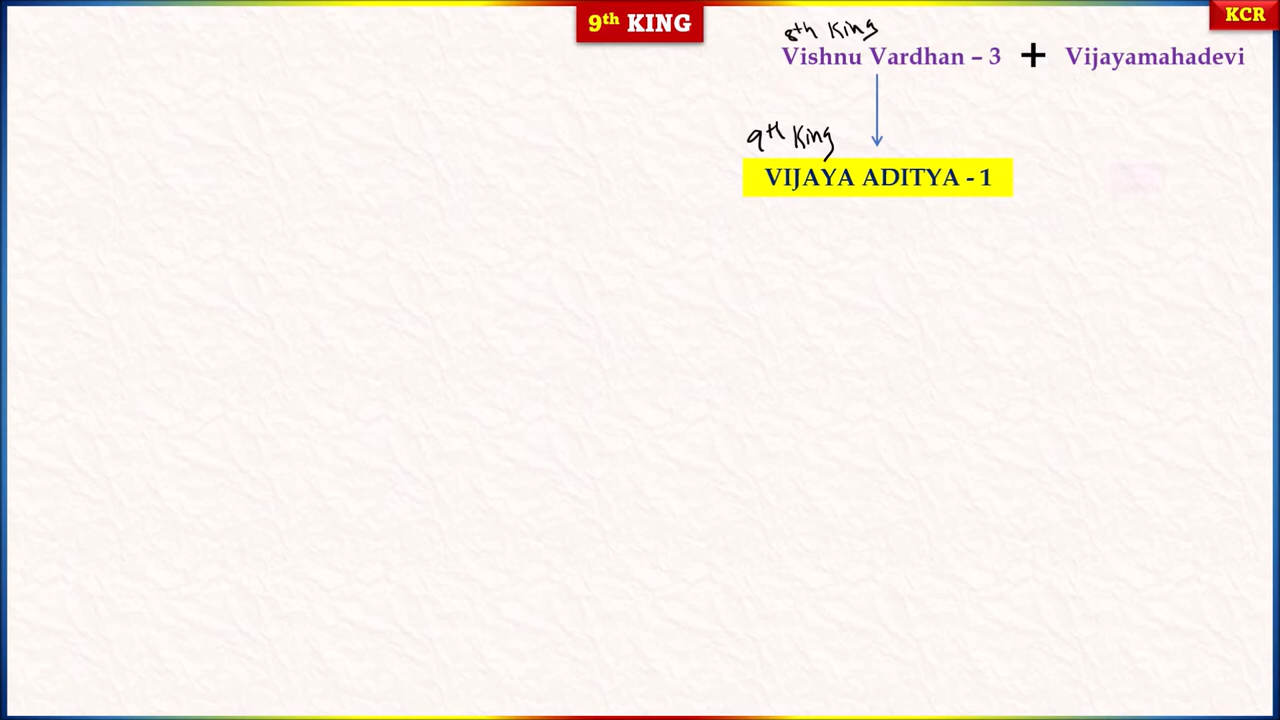 9th KING
KCR
8th King
Vishnu Vardhan – 3 + Vijayamahadevi
9th King
VIJAYA ADITYA - 1